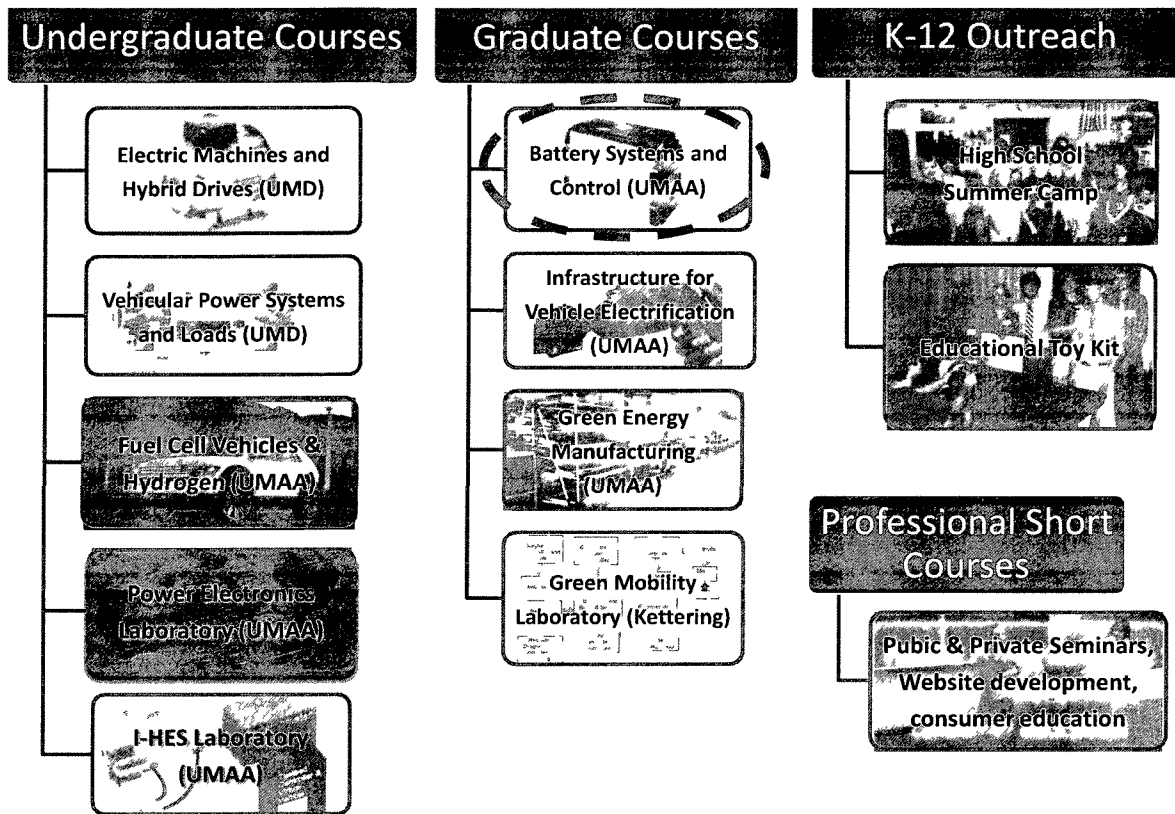 Undergraduate Courses
Electric Machines and
Hybrid Drives (UMD)
Vehicular Power Systems
and Loads (UMD)
Fuel Cell Vehicles &
Hydrogen (UMAA)
Power Electronics
Laboratory (UMAA)
I-HES Laboratory
(UMAA)
Graduate Courses
Battery Systems and
Control (UMAA)
Infrastructure for
Vehicle Electrification
(UMAA)
Green Energy
Manufacturing
(UMAA)
Green Mobility
Laboratory (Kettering)
K-12 Outreach
High School
Summer Camp
Educational Toy Kit
Professional Short
Courses
Pubic & Private Seminars,
Website development,
consumer education